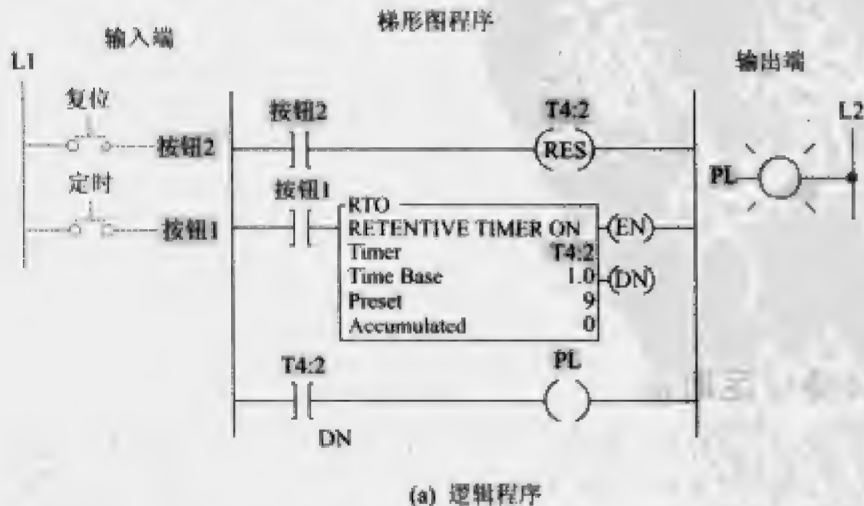 梯形图程序
输入端
输出端
L1
L2
复位
按钮2
定时
按钮1
按钮2
T4:2
RES
按钮1
RTO
RETENTIVE TIMER ON
EN
Timer T4:2
Time Base 1.0
DN
Preset 9
Accumulated 0
T4:2
DN
PL
PL
(a) 逻辑程序